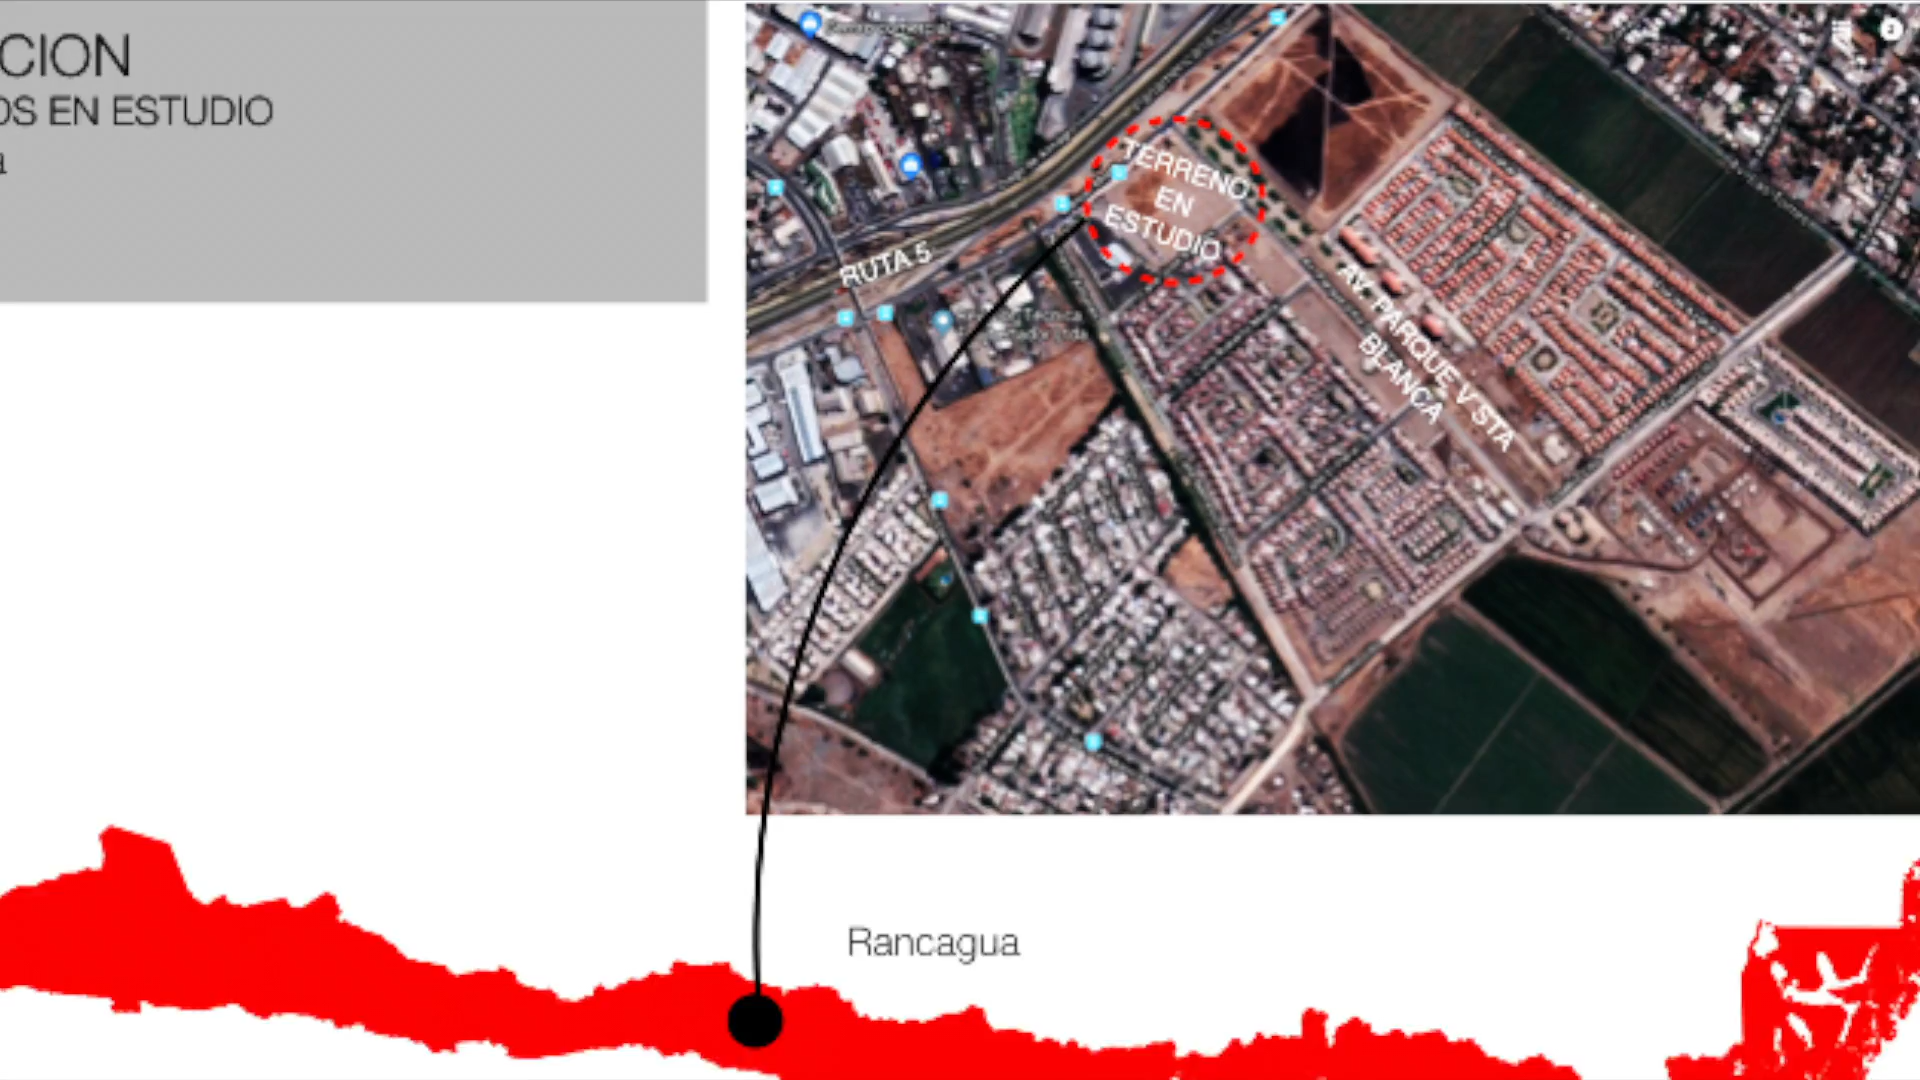 CION
OS EN ESTUDIO
a
TERRENO
EN
ESTUDIO
RUTA 5
AV. PARQUE V STA
BLANCA
Rancagua